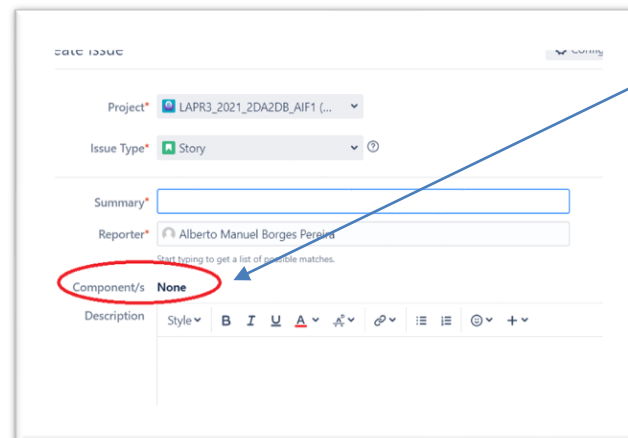 eate Issue
Config
Project* LAPR3_2021_2DA2DB_AIF1 (...
Issue Type* Story
Summary*
Reporter* Alberto Manuel Borges Pereira
Start typing to get a list of possible matches.
Component/s None
Description Style B I U A